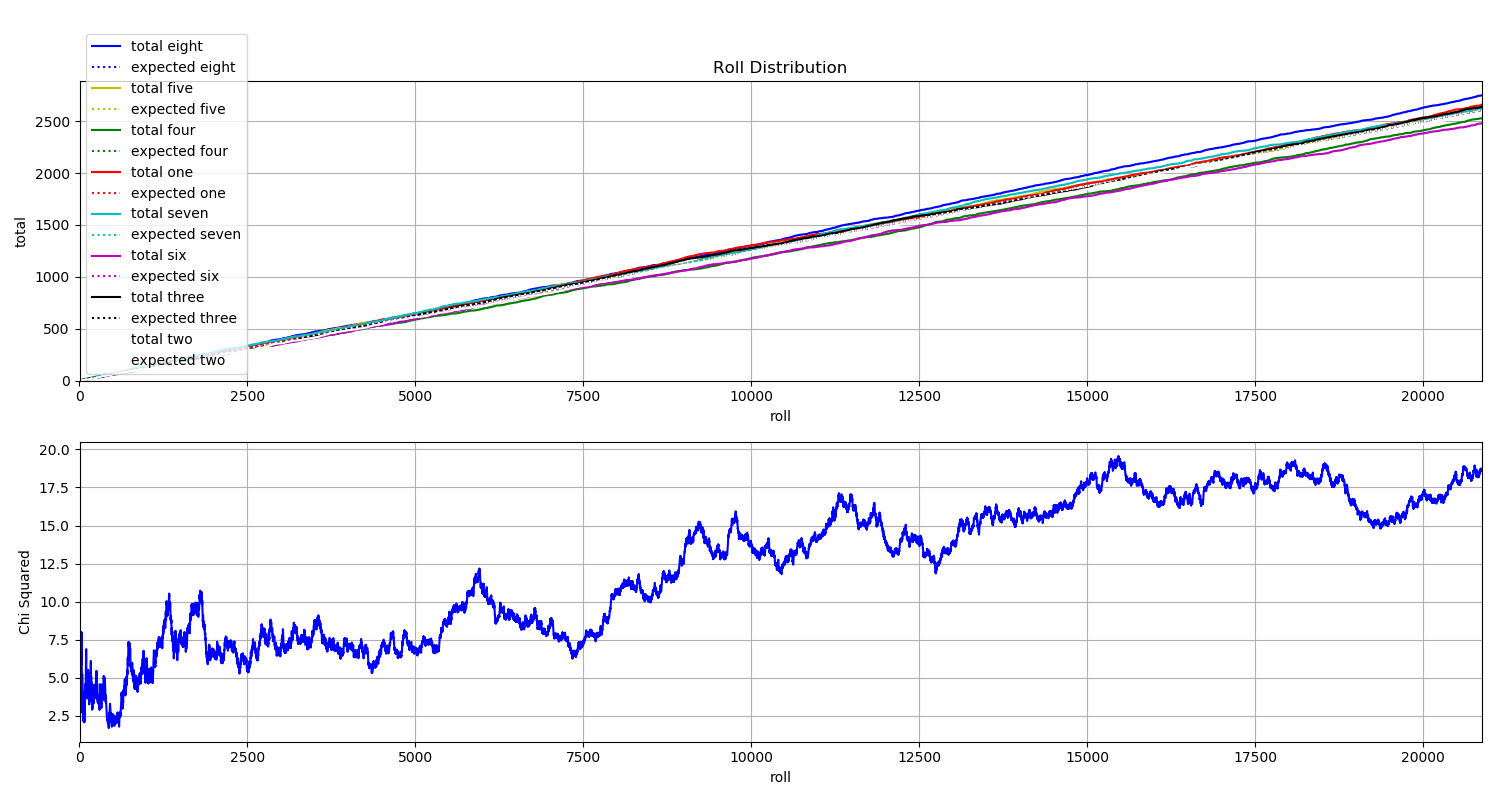 total eight
expected eight
total five
expected five
total four
expected four
total one
expected one
total seven
expected seven
total six
expected six
total three
expected three
total two
expected two
Roll Distribution
total
2500
2000
1500
1000
500
0
0 2500 5000 7500 10000 12500 15000 17500 20000
roll
Chi Squared
20.0
17.5
15.0
12.5
10.0
7.5
5.0
2.5
0 2500 5000 7500 10000 12500 15000 17500 20000
roll